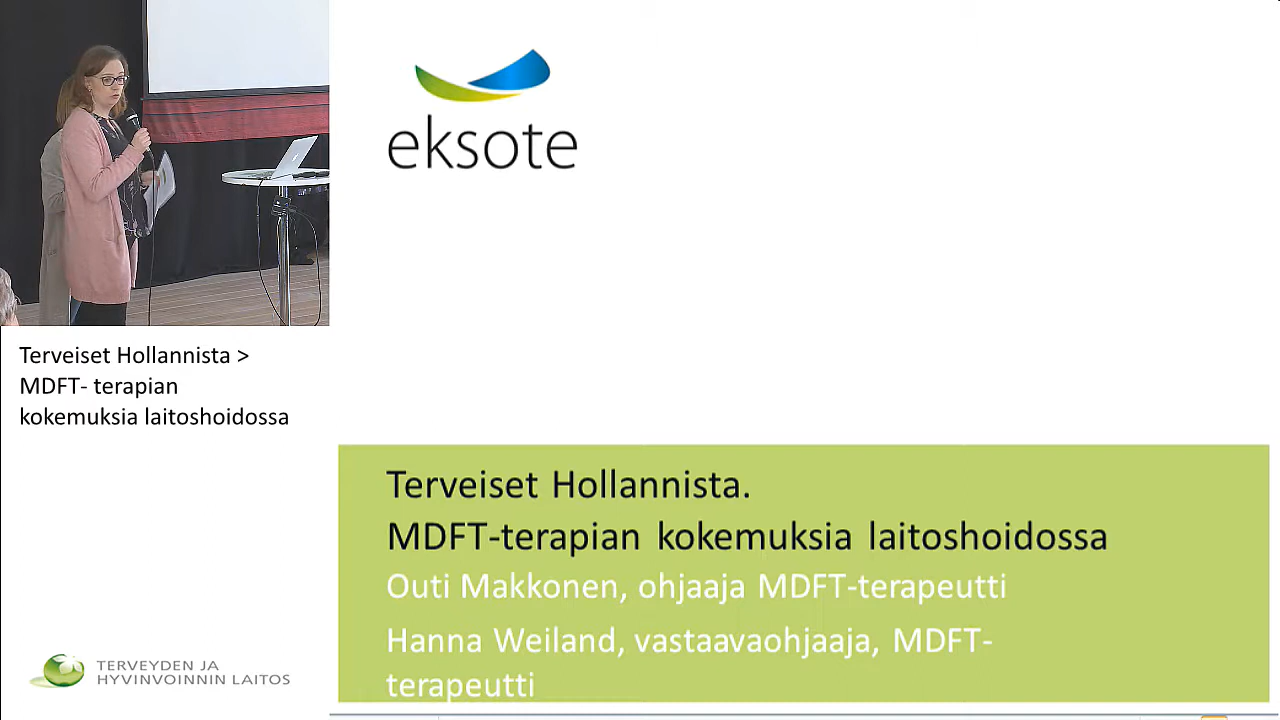 eksote
Terveiset Hollannista >
MDFT- terapian
kokemuksia laitoshoidossa
Terveiset Hollannista.
MDFT-terapian kokemuksia laitoshoidossa
Outi Makkonen, ohjaaja MDFT-terapeutti
Hanna Weiland, vastaavaohjaaja, MDFT-
terapeutti
TERVEYDEN JA
HYVINVOINNIN LAITOS